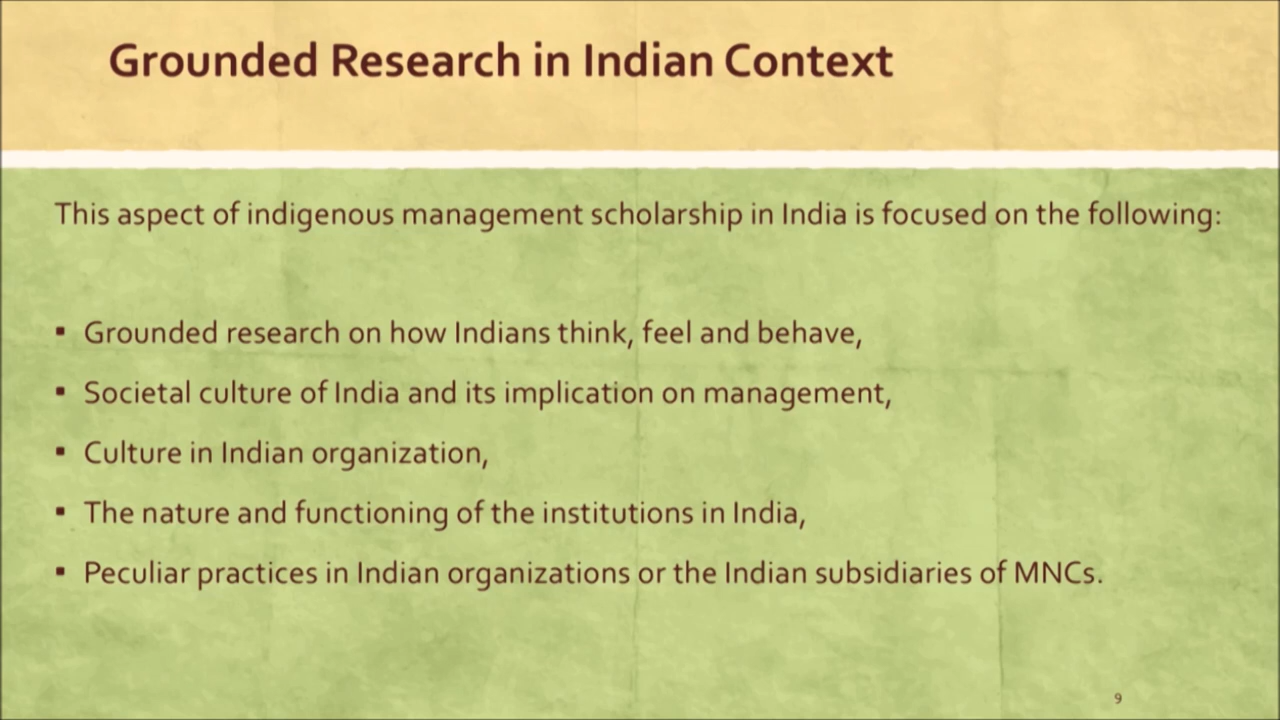 Grounded Research in Indian Context
This aspect of indigenous management scholarship in India is focused on the following:
▪ Grounded research on how Indians think, feel and behave,
▪ Societal culture of India and its implication on management,
▪ Culture in Indian organization,
▪ The nature and functioning of the institutions in India,
▪ Peculiar practices in Indian organizations or the Indian subsidiaries of MNCs.
9